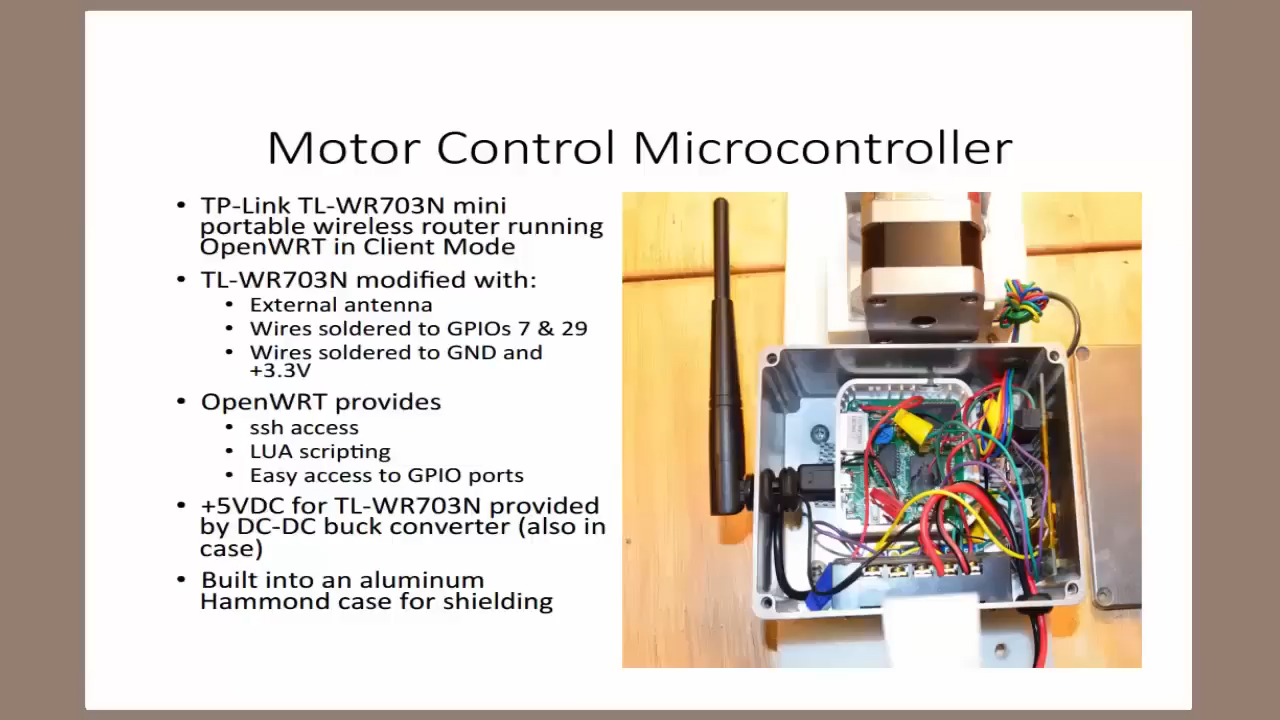 Motor Control Microcontroller
• TP-Link TL-WR703N mini
portable wireless router running
OpenWRT in Client Mode
• TL-WR703N modified with:
• External antenna
• Wires soldered to GPIOs 7 & 29
• Wires soldered to GND and
+3.3V
• OpenWRT provides
• ssh access
• LUA scripting
• Easy access to GPIO ports
• +5VDC for TL-WR703N provided
by DC-DC buck converter (also in
case)
• Built into an aluminum
Hammond case for shielding